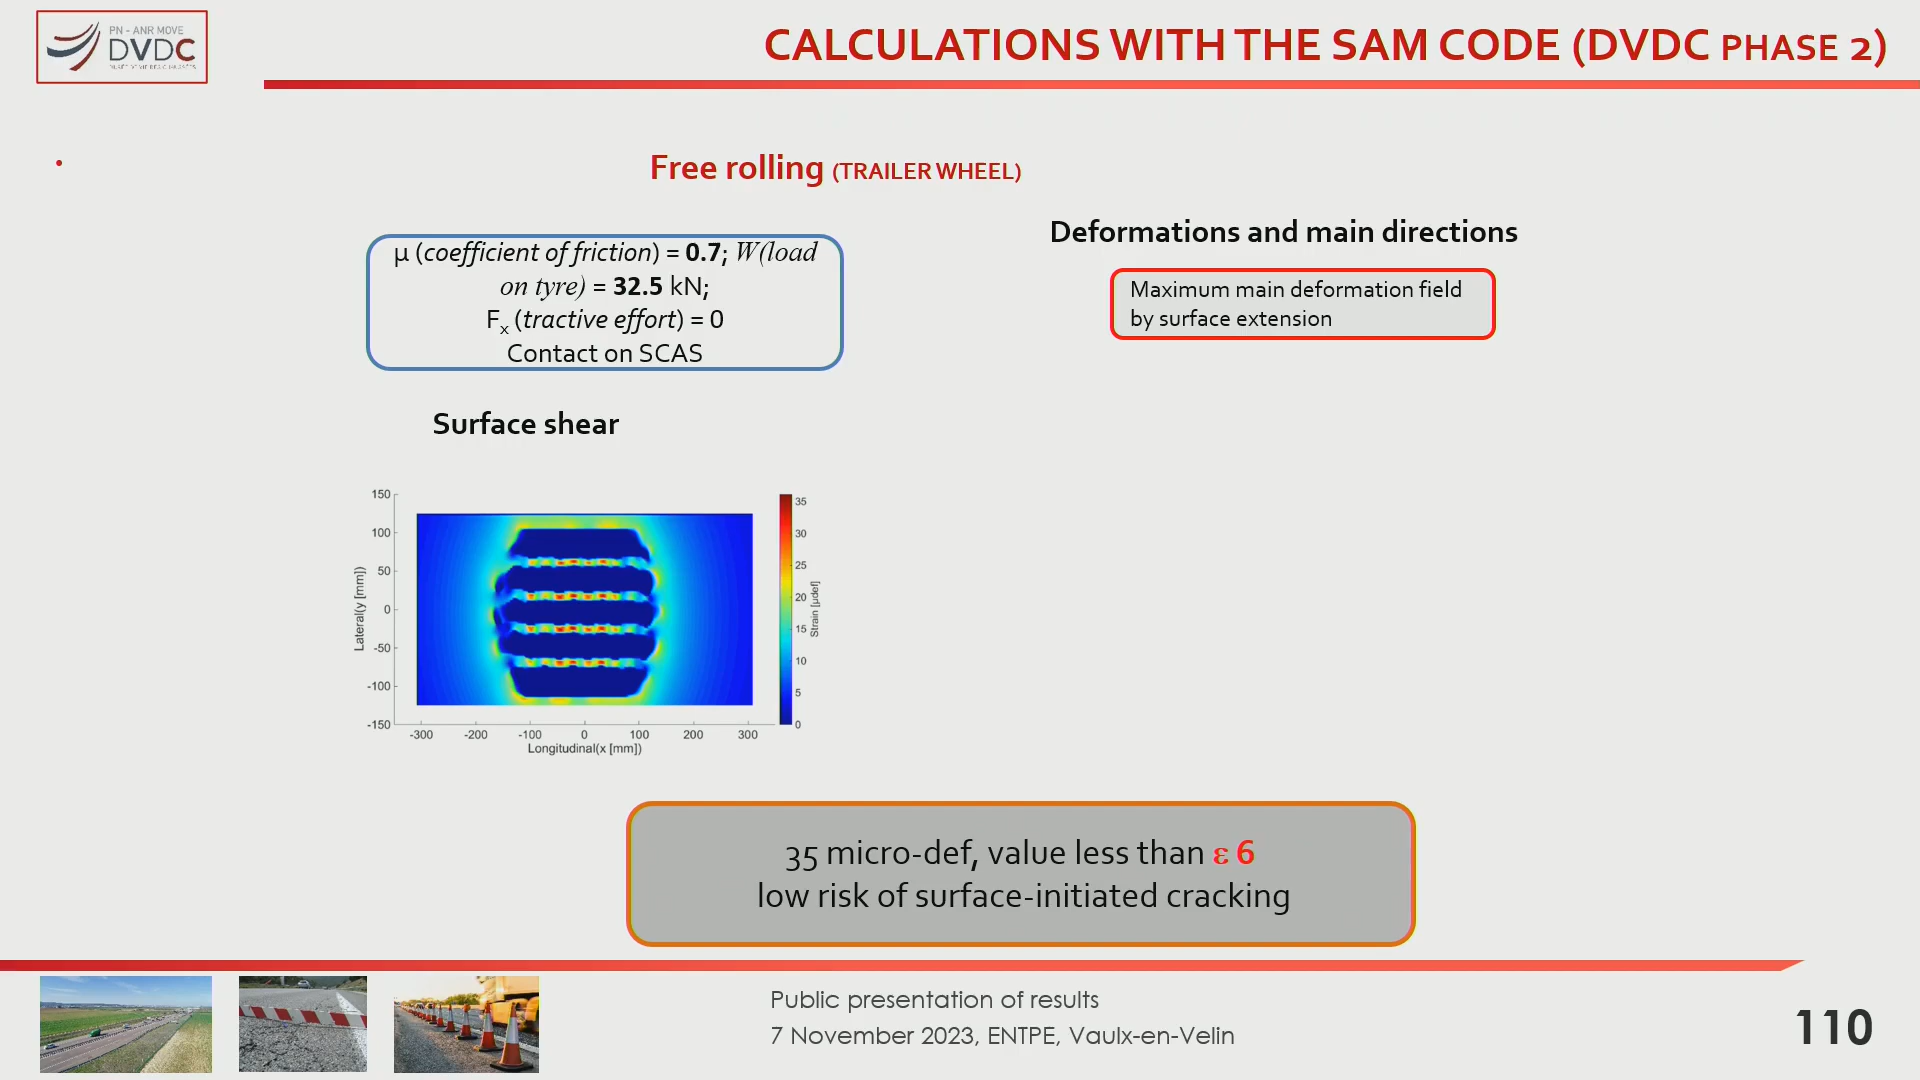 PN - ANR MOVE
DVDC
CALCULATIONS WITH THE SAM CODE (DVDC PHASE 2)
Free rolling (TRAILER WHEEL)
µ (coefficient of friction) = 0.7; W(load
on tyre) = 32.5 kN;
Fx (tractive effort) = 0
Contact on SCAS
Deformations and main directions
Maximum main deformation field
by surface extension
Surface shear
150
100
50
0
-50
-100
-150
Lateral(y [mm])
-300 -200 -100 0 100 200 300
Longitudinal(x [mm])
35
30
25
20
15
10
5
0
Strain [µdef]
35 micro-def, value less than ε 6
low risk of surface-initiated cracking
Public presentation of results
7 November 2023, ENTPE, Vaulx-en-Velin
110